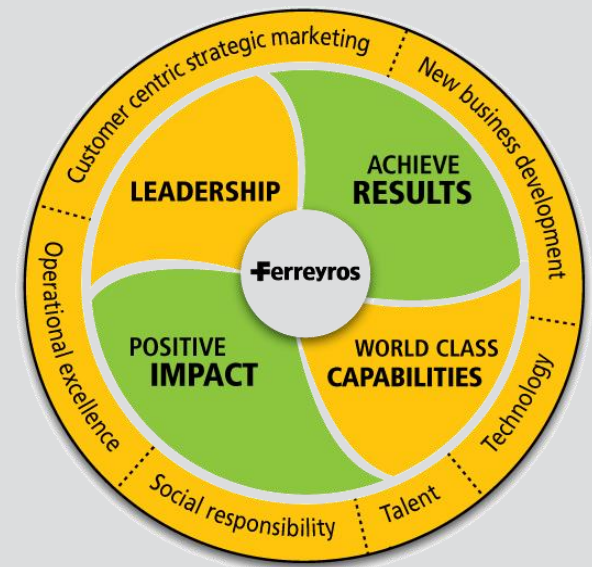 Customer centric strategic marketing
New business development
Technology
Talent
Social responsibility
Operational excellence
LEADERSHIP
ACHIEVE
RESULTS
Ferreyros
POSITIVE
IMPACT
WORLD CLASS
CAPABILITIES